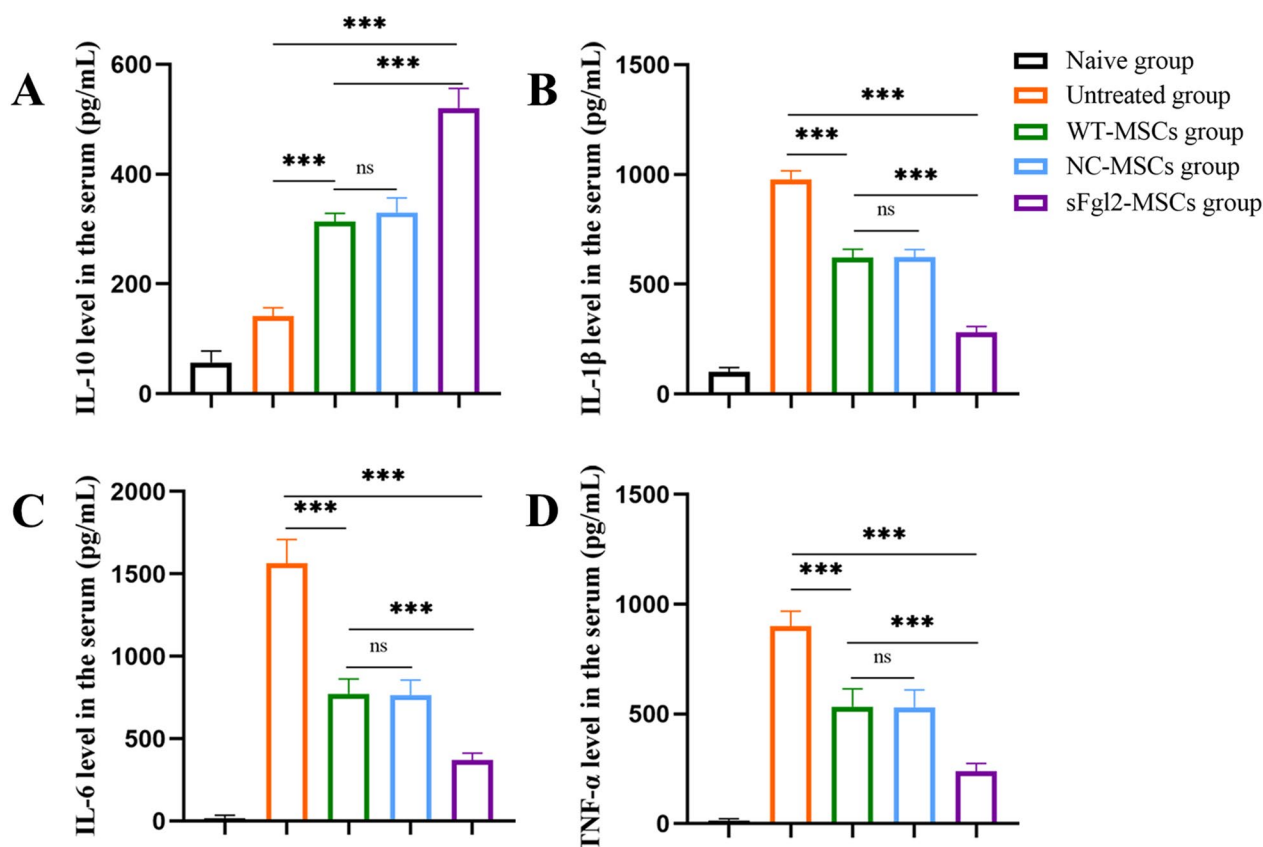 A
IL-10 level in the serum (pg/mL)
600
400
200
0
***
***
***
ns
B
IL-1β level in the serum (pg/mL)
1500
1000
500
0
***
***
***
ns
Naive group
Untreated group
WT-MSCs group
NC-MSCs group
sFgl2-MSCs group
C
IL-6 level in the serum (pg/mL)
2000
1500
1000
500
0
***
***
***
ns
D
TNF-α level in the serum (pg/mL)
1500
1000
500
0
***
***
***
ns